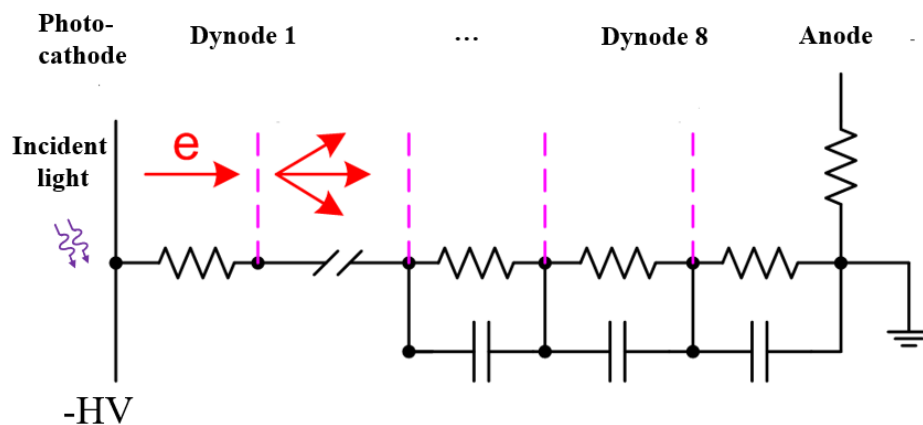 Photo-
cathode
Dynode 1
...
Dynode 8
Anode
Incident
light
e
-HV